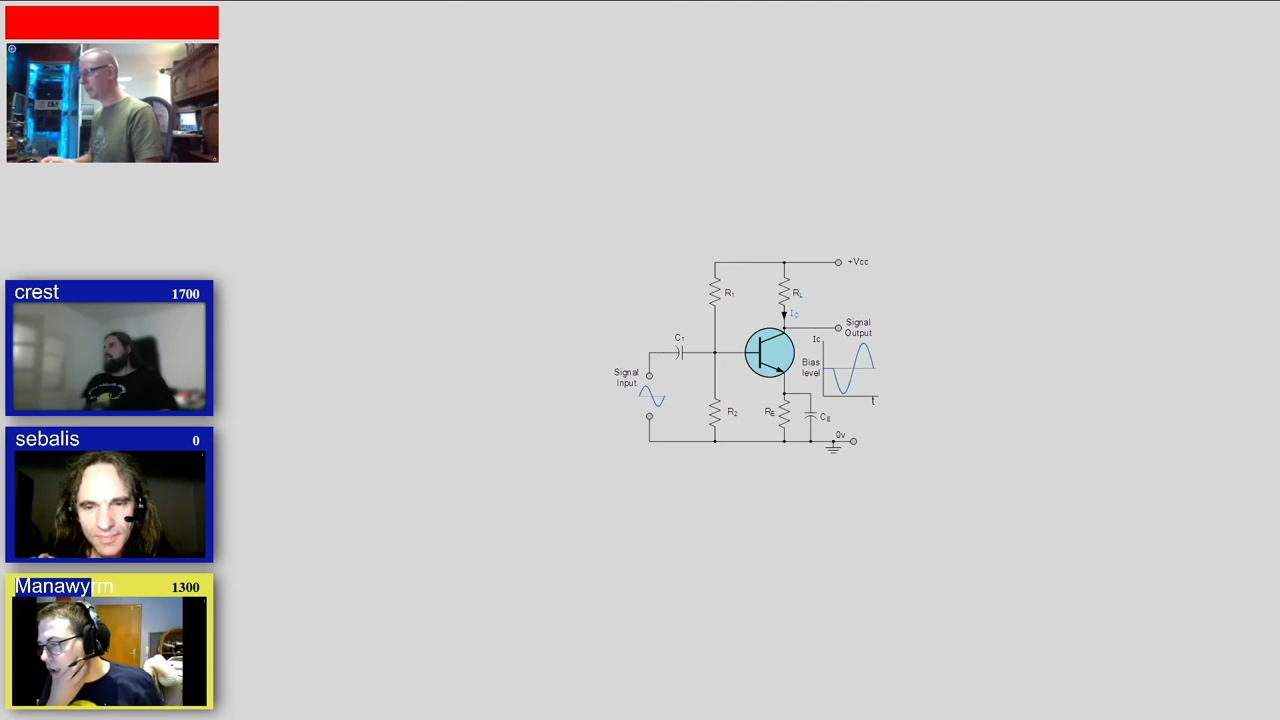 crest 1700
sebalis 0
Manawyrm 1300
+Vcc
R1
RL
Ic
Signal
Output
Ic
C1
Bias
level
Signal
Input
t
R2
RE
CE
0v